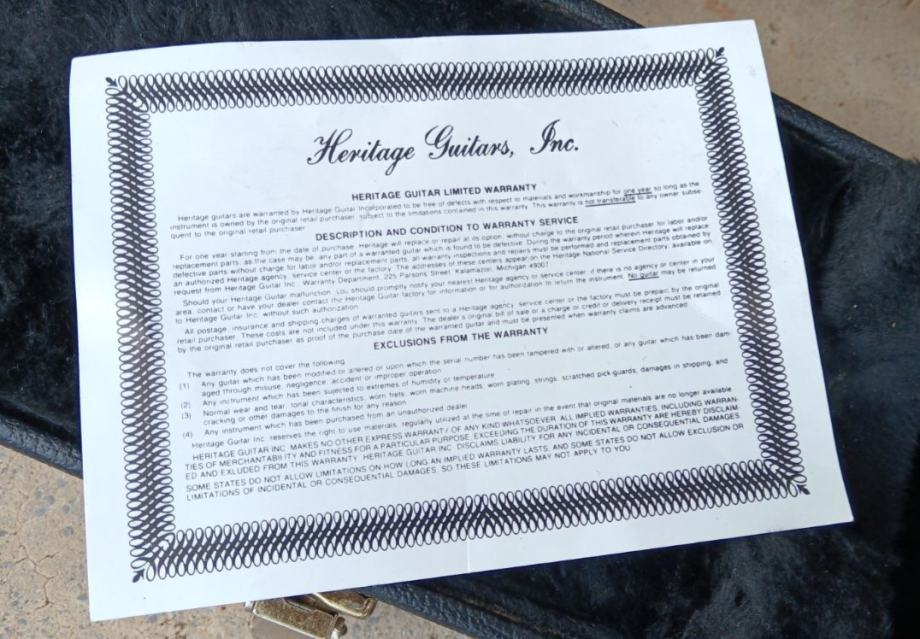 Heritage Guitars, Inc.
HERITAGE GUITAR LIMITED WARRANTY
Heritage guitars are warranted by Heritage Guitar Incorporated to be free of defects with respect to materials and workmanship for one year so long as the
instrument is owned by the original retail purchaser, subject to the limitations contained in this warranty. This warranty is not transferable to any owner subse-
quent to the original retail purchaser.
DESCRIPTION AND CONDITION TO WARRANTY SERVICE
For one year starting from the date of purchase, Heritage will replace or repair at its option, without charge to the original retail purchaser for labor and/or
replacement parts, as the case may be, any part of a warranted guitar which is found to be defective. During the warranty period wherein Heritage will replace
defective parts without charge for labor and/or replacement parts, all warranty inspections and repairs must be performed and replacement parts obtained by
an authorized Heritage agency, service center or the factory. The addresses of these centers appear on the Heritage National Service Directory, available on
request from Heritage Guitar Inc. Warranty Department, 225 Parsons Street, Kalamazoo, Michigan 49007
Should your Heritage Guitar malfunction, you should promptly notify your nearest Heritage agency or service center, if there is no agency or center in your
area, contact or have your dealer contact the Heritage Guitar factory for information or for authorization to return the instrument. No guitar may be returned
to Heritage Guitar Inc. without such authorization.
All postage, insurance and shipping charges of warranted guitars sent to a Heritage agency, service center or the factory must be prepaid by the original
retail purchaser. These costs are not included under this warranty. The dealer's original bill of sale or a charge or credit or delivery receipt must be retained
by the original retail purchaser as proof of the purchase date of the warranted guitar and must be presented when warranty claims are advanced.
EXCLUSIONS FROM THE WARRANTY
The warranty does not cover the following:
(1) Any guitar which has been modified or altered or upon which the serial number has been tampered with or altered, or any guitar which has been dam-
aged through misuse, negligence, accident or improper operation
(2) Any instrument which has been sujected to extremes of humidity or temperature
(3) Normal wear and tear, tonal characteristics, worn frets, worn machine heads, worn plating, strings, scratched pick guards, damages in shipping, and
cracking or other damages to the finish for any reason
(4) Any instrument which has been purchased from an unauthorized dealer
Heritage Guitar Inc. reserves the right to use materials, regularly utilized at the time of repair in the event that original materials are no longer available
HERITAGE GUITAR INC. MAKES NO OTHER EXPRESS WARRANTY OF ANY KIND WHATSOEVER. ALL IMPLIED WARRANTIES, INCLUDING WARRAN-
TIES OF MERCHANTABILITY AND FITNESS FOR A PARTICULAR PURPOSE, EXCEEDING THE DURATION OF THIS WARRANTY ARE HEREBY DISCLAIM-
ED AND EXLUDED FROM THIS WARRANTY. HERITAGE GUITAR INC. DISCLAIMS LIABILITY FOR ANY INCIDENTAL OR CONSEQUENTIAL DAMAGES.
SOME STATES DO NOT ALLOW LIMITATIONS ON HOW LONG AN IMPLIED WARRANTY LASTS, AND SOME STATES DO NOT ALLOW EXCLUSION OR
LIMITATIONS OF INCIDENTAL OR CONSEQUENTIAL DAMAGES, SO THESE LIMITATIONS MAY NOT APPLY TO YOU